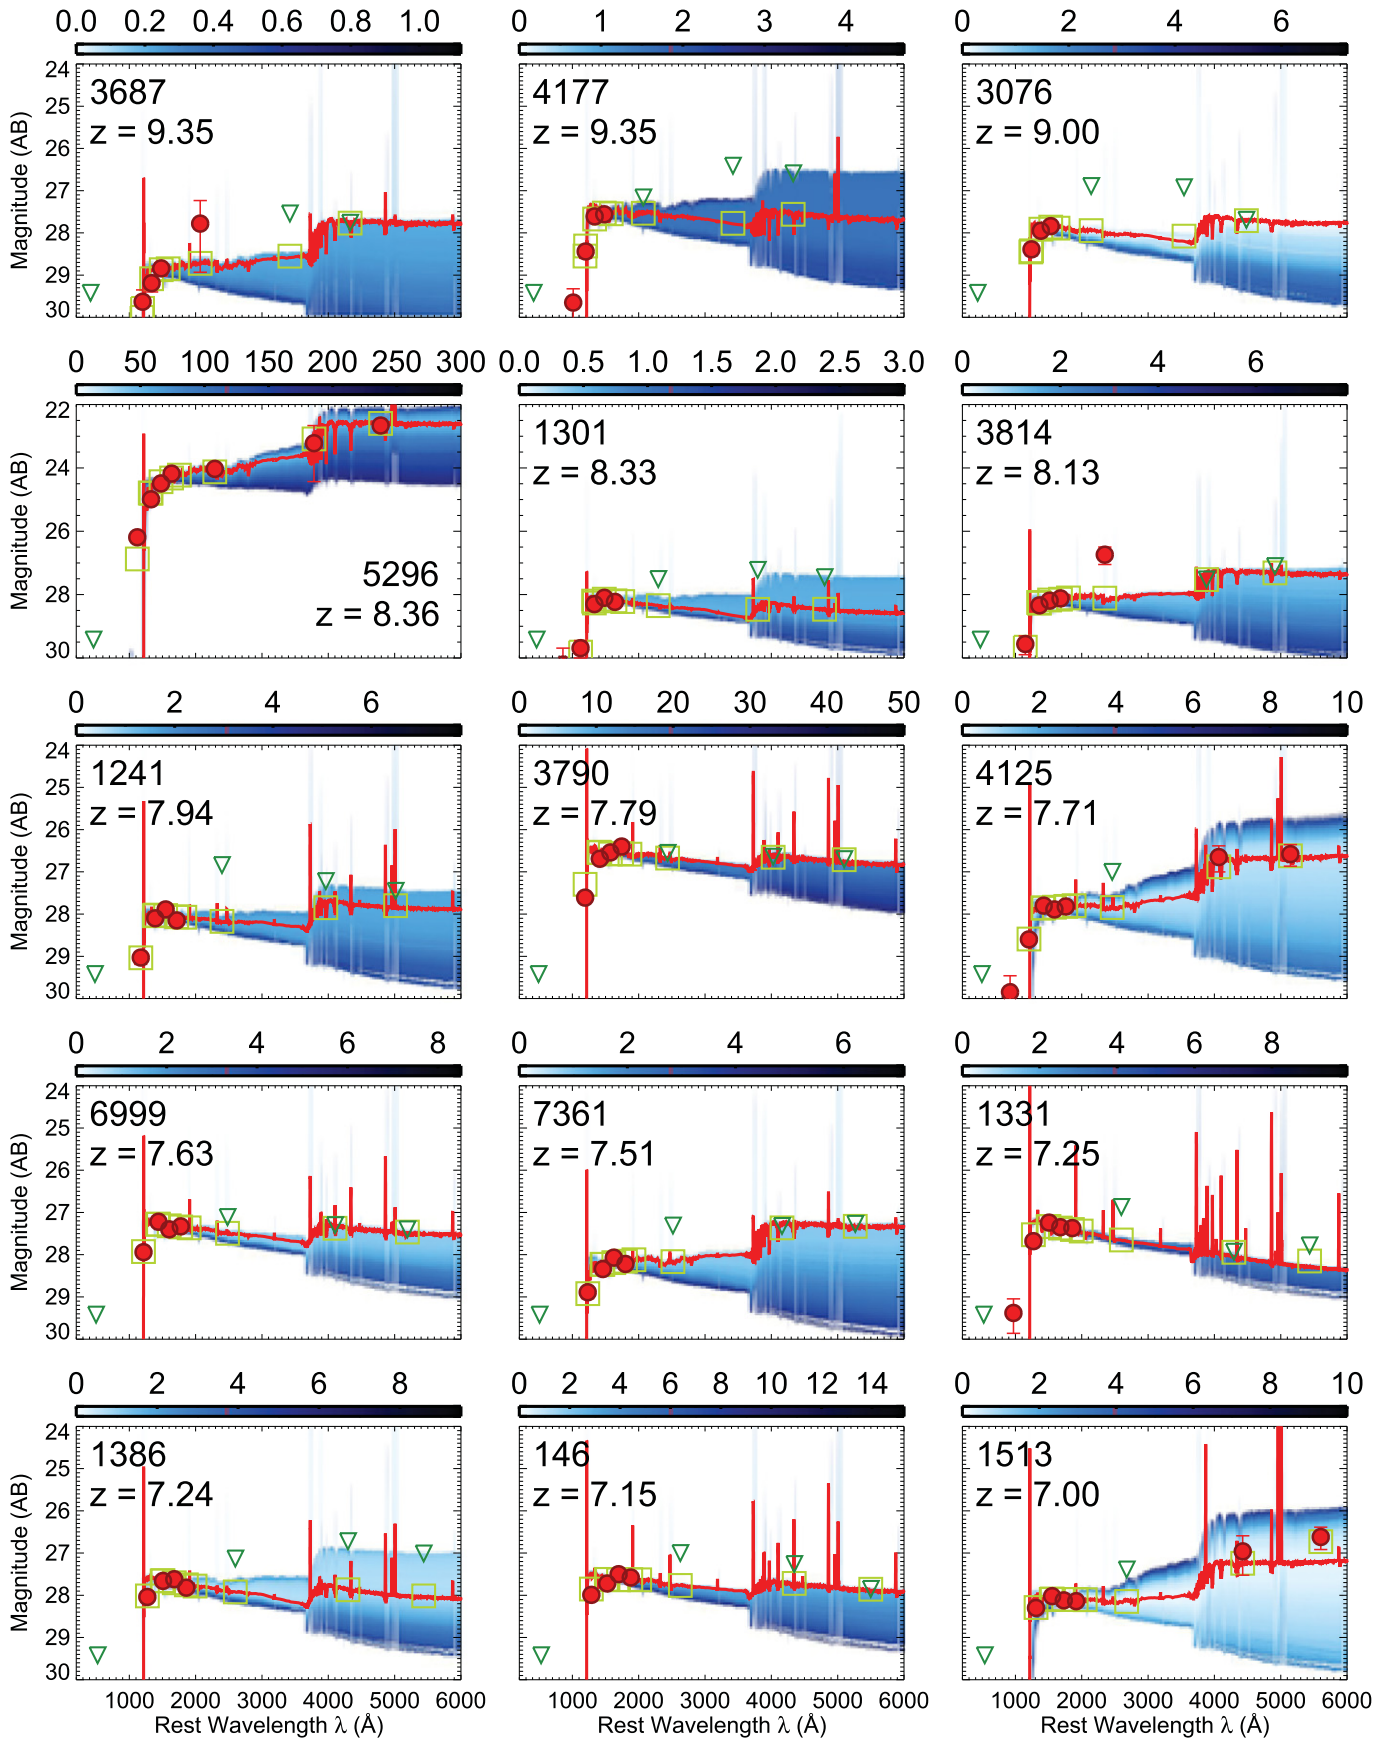 0.0 0.2 0.4 0.6 0.8 1.0
0 1 2 3 4
0 2 4 6
Magnitude (AB)
24
25
26
27
28
29
30
3687
z = 9.35
4177
z = 9.35
3076
z = 9.00
0 50 100 150 200 250 300
0.0 0.5 1.0 1.5 2.0 2.5 3.0
0 2 4 6
Magnitude (AB)
22
24
26
28
30
5296
z = 8.36
1301
z = 8.33
3814
z = 8.13
0 2 4 6
0 10 20 30 40 50
0 2 4 6 8 10
Magnitude (AB)
24
25
26
27
28
29
30
1241
z = 7.94
3790
z = 7.79
4125
z = 7.71
0 2 4 6 8
0 2 4 6
0 2 4 6 8
Magnitude (AB)
24
25
26
27
28
29
30
6999
z = 7.63
7361
z = 7.51
1331
z = 7.25
0 2 4 6 8
0 2 4 6 8 10 12 14
0 2 4 6 8 10
Magnitude (AB)
24
25
26
27
28
29
30
1386
z = 7.24
146
z = 7.15
1513
z = 7.00
1000 2000 3000 4000 5000 6000
1000 2000 3000 4000 5000 6000
1000 2000 3000 4000 5000 6000
Rest Wavelength λ (Å)
Rest Wavelength λ (Å)
Rest Wavelength λ (Å)